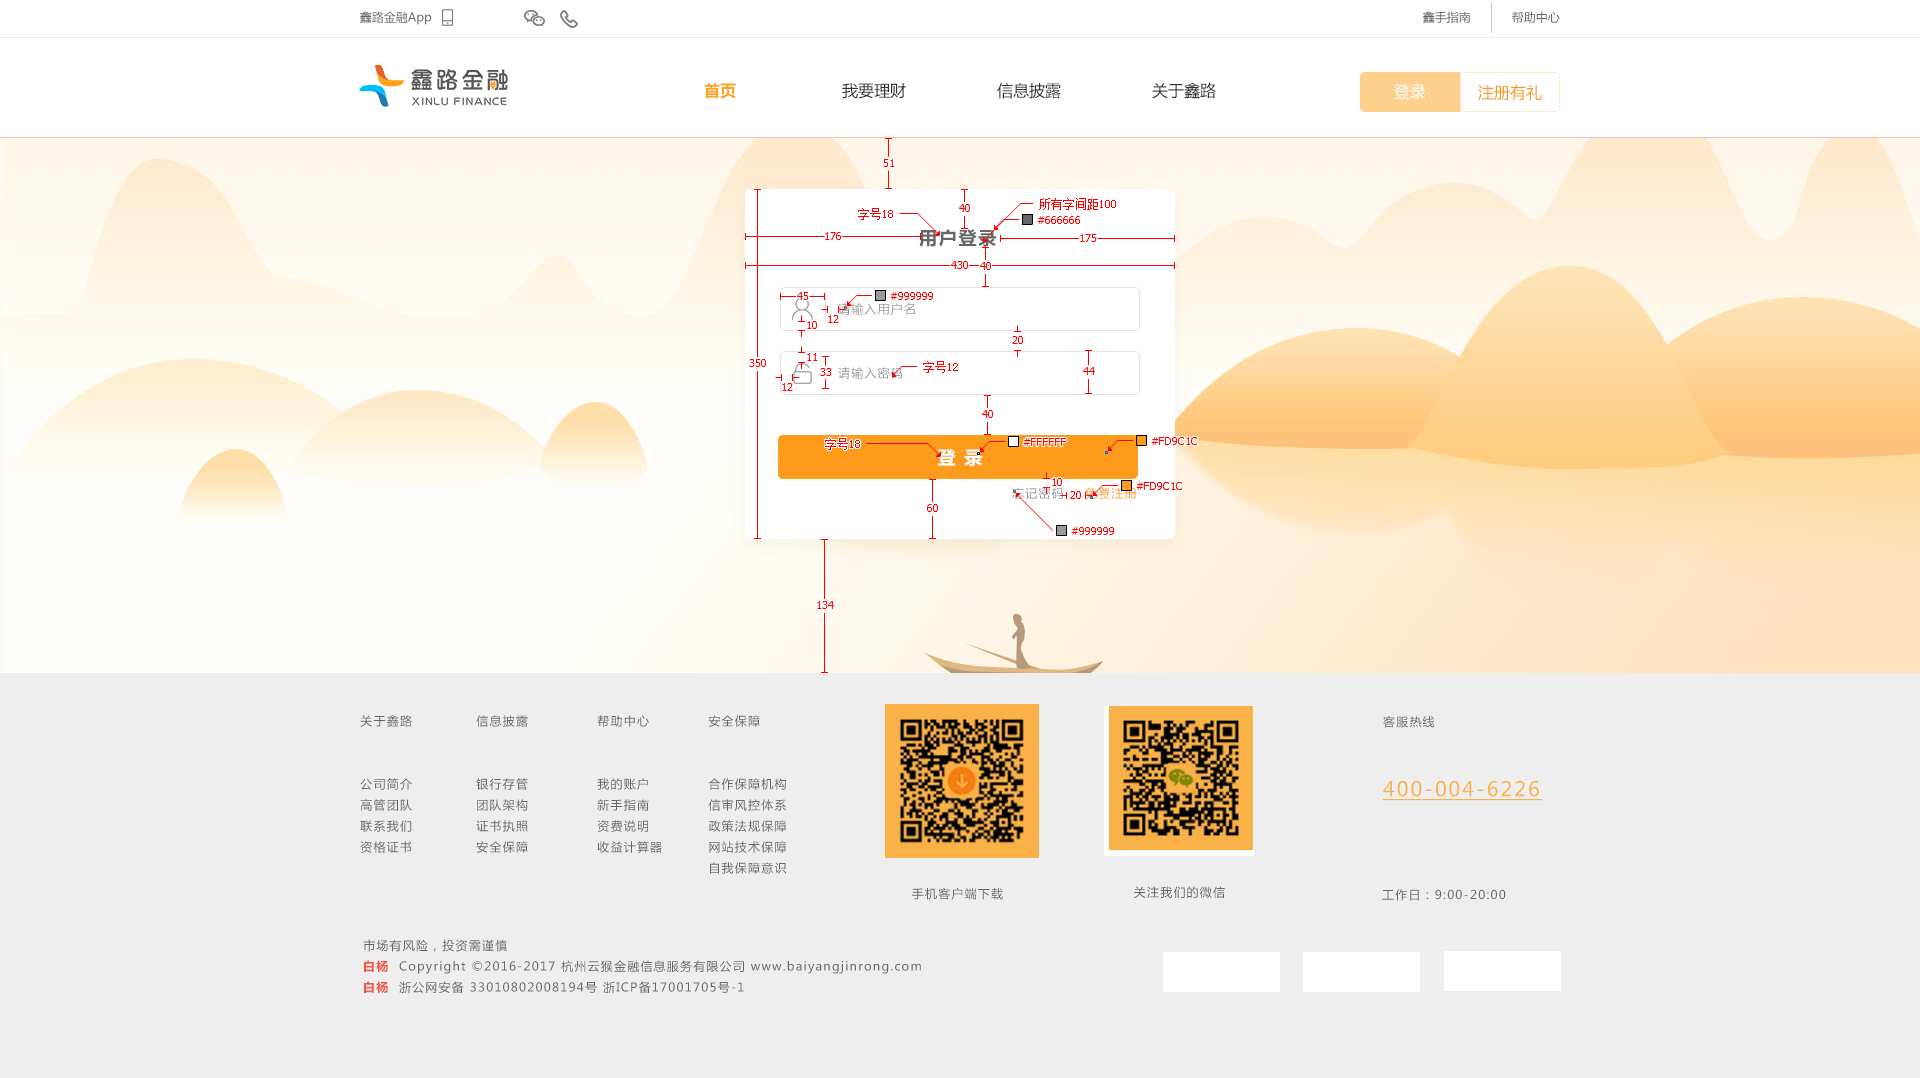 鑫路金融App
鑫手指南
帮助中心
鑫路金融
XINLU FINANCE
首页
我要理财
信息披露
关于鑫路
登录
注册有礼
51
40
所有字间距100
字号18
#666666
176
用户登录
175
430
40
45
#999999
请输入用户名
12
10
20
350
11
字号12
33
请输入密码
44
12
40
字号18
#FFFFFF
#FD9C1C
登 录
10
#FD9C1C
忘记密码
20
免费注册
60
#999999
134
关于鑫路
信息披露
帮助中心
安全保障
客服热线
公司简介
银行存管
我的账户
合作保障机构
高管团队
团队架构
新手指南
信审风控体系
联系我们
证书执照
资费说明
政策法规保障
资格证书
安全保障
收益计算器
网站技术保障
自我保障意识
400-004-6226
手机客户端下载
关注我们的微信
工作日：9:00-20:00
市场有风险，投资需谨慎
白杨 Copyright ©2016-2017 杭州云猴金融信息服务有限公司 www.baiyangjinrong.com
白杨 浙公网安备 33010802008194号 浙ICP备17001705号-1